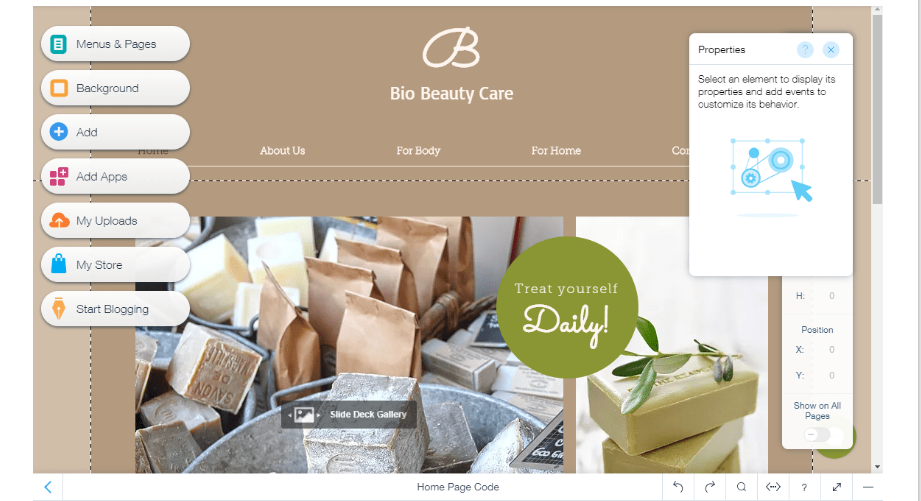 Menus & Pages
Background
Add
Add Apps
My Uploads
My Store
Start Blogging
B
Bio Beauty Care
Home
About Us
For Body
For Home
Treat yourself
Daily!
Slide Deck Gallery
Properties
?
Select an element to display its
properties and add events to
customize its behavior.
H: 0
Position
X: 0
Y: 0
Show on All
Pages
Home Page Code
?